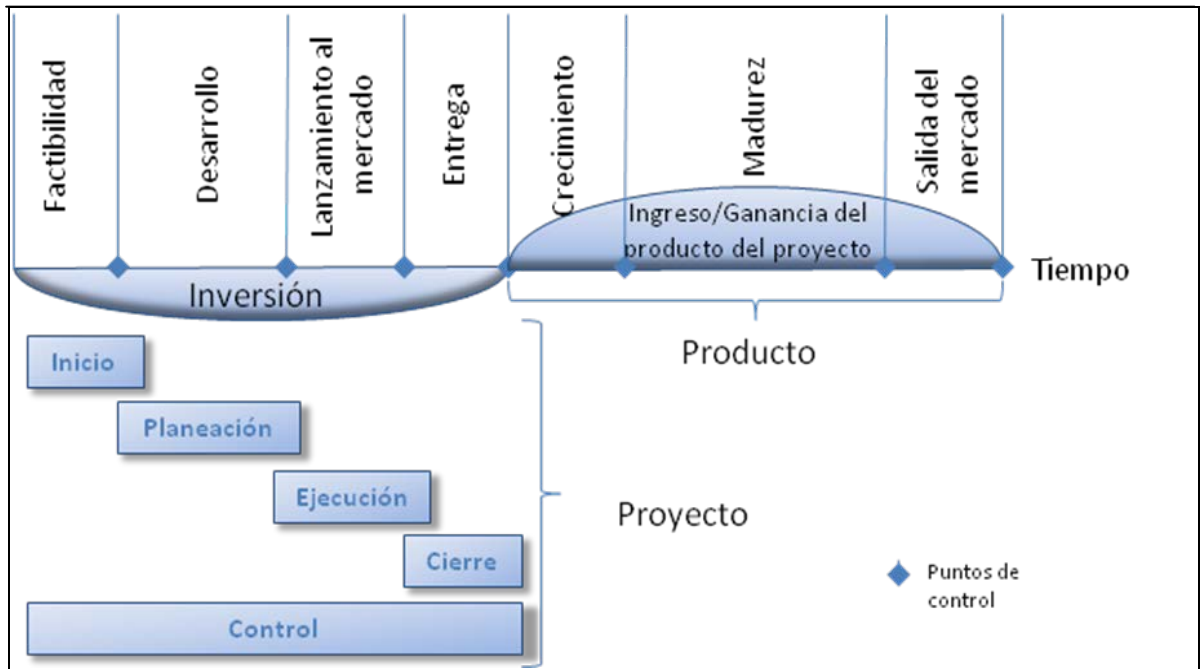 Factibilidad
Desarrollo
Lanzamiento al
mercado
Entrega
Crecimiento
Madurez
Salida del
mercado
Ingreso/Ganancia del
producto del proyecto
Tiempo
Inversión
Producto
Inicio
Planeación
Ejecución
Proyecto
Cierre
Puntos de
control
Control